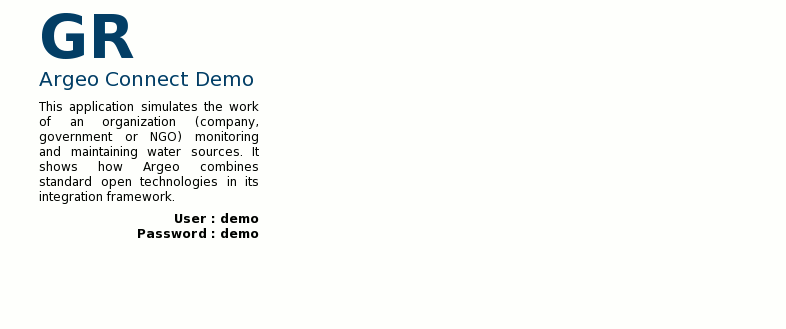 GR
Argeo Connect Demo
This application simulates the work
of an organization (company,
government or NGO) monitoring
and maintaining water sources. It
shows how Argeo combines
standard open technologies in its
integration framework.
User : demo
Password : demo